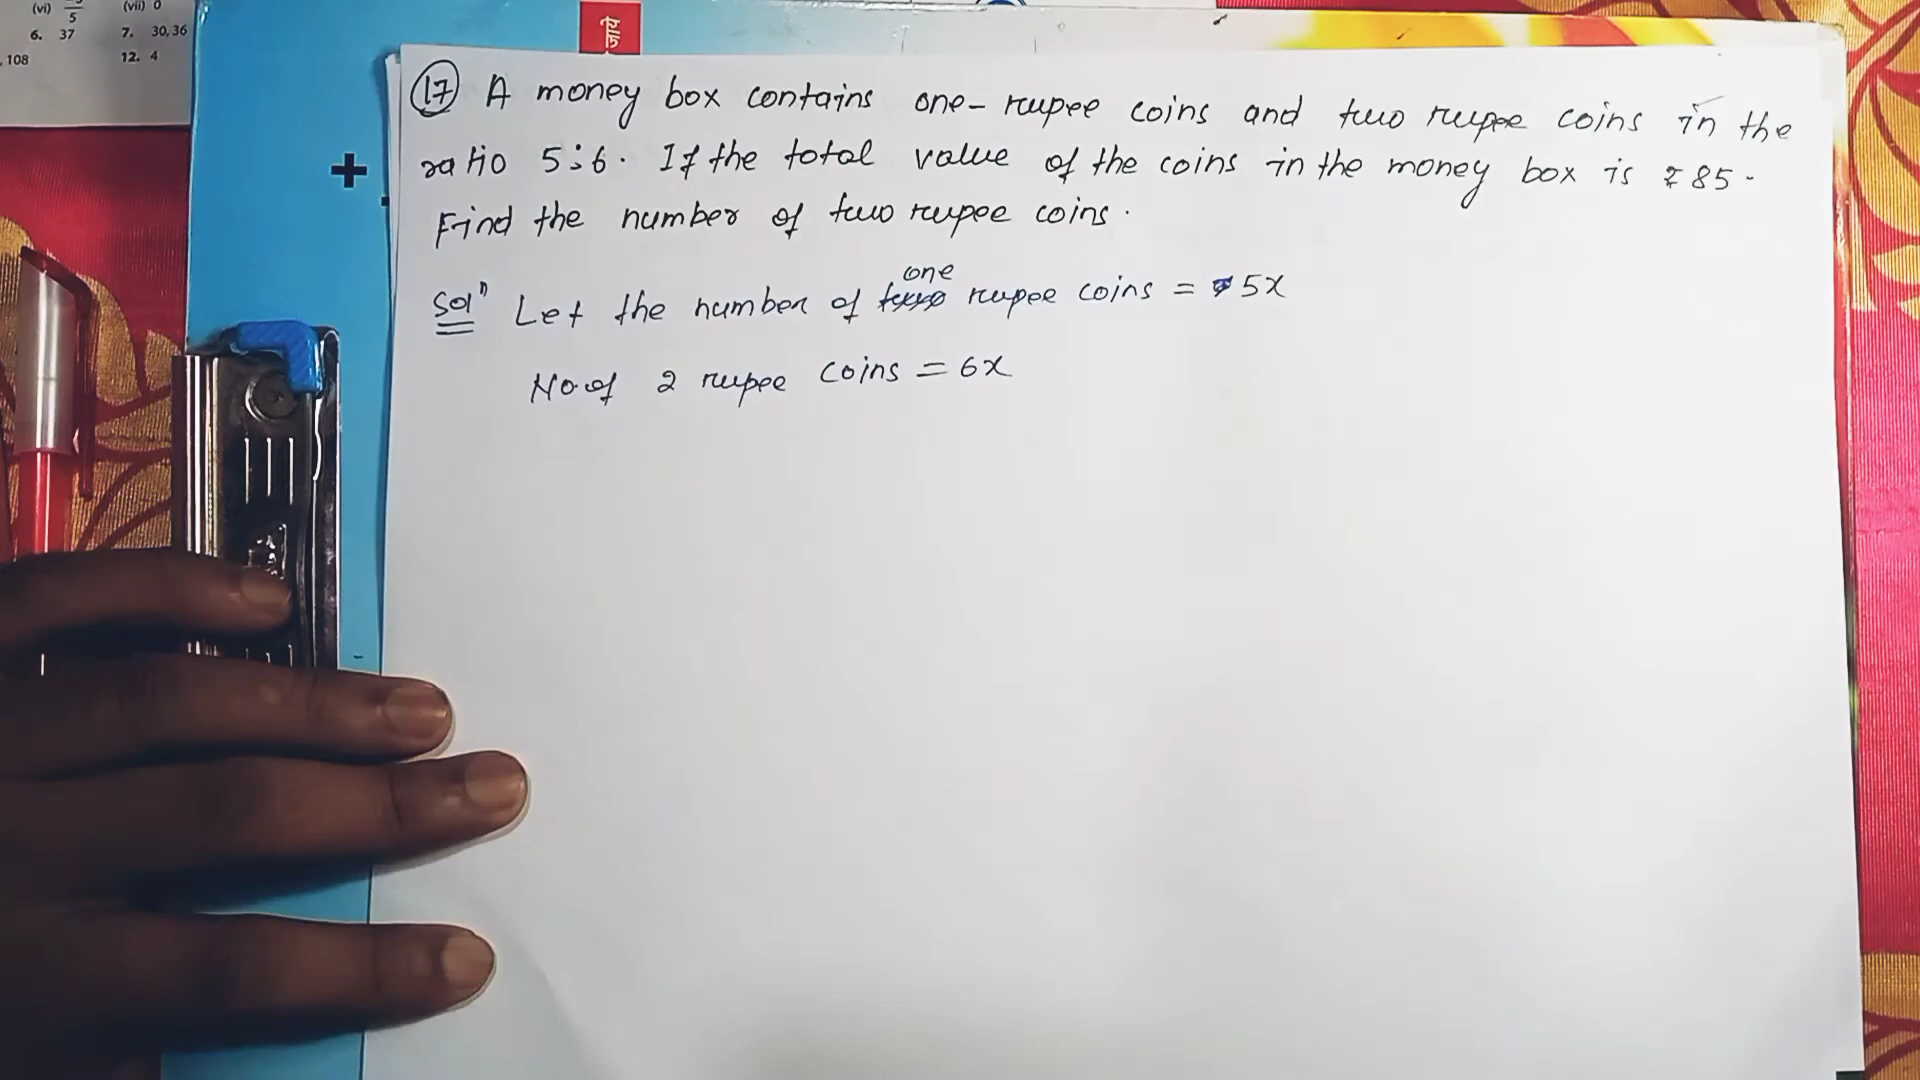 (vi) 5 (vii) 0
6. 37 7. 30, 36
, 108 12. 4
जायें
+
17 A money box contains one-rupee coins and two rupee coins in the
ratio 5:6. If the total value of the coins in the money box is ₹85.
Find the number of two rupee coins.
one
Solⁿ Let the number of two rupee coins = 5x
No. of 2 rupee coins = 6x